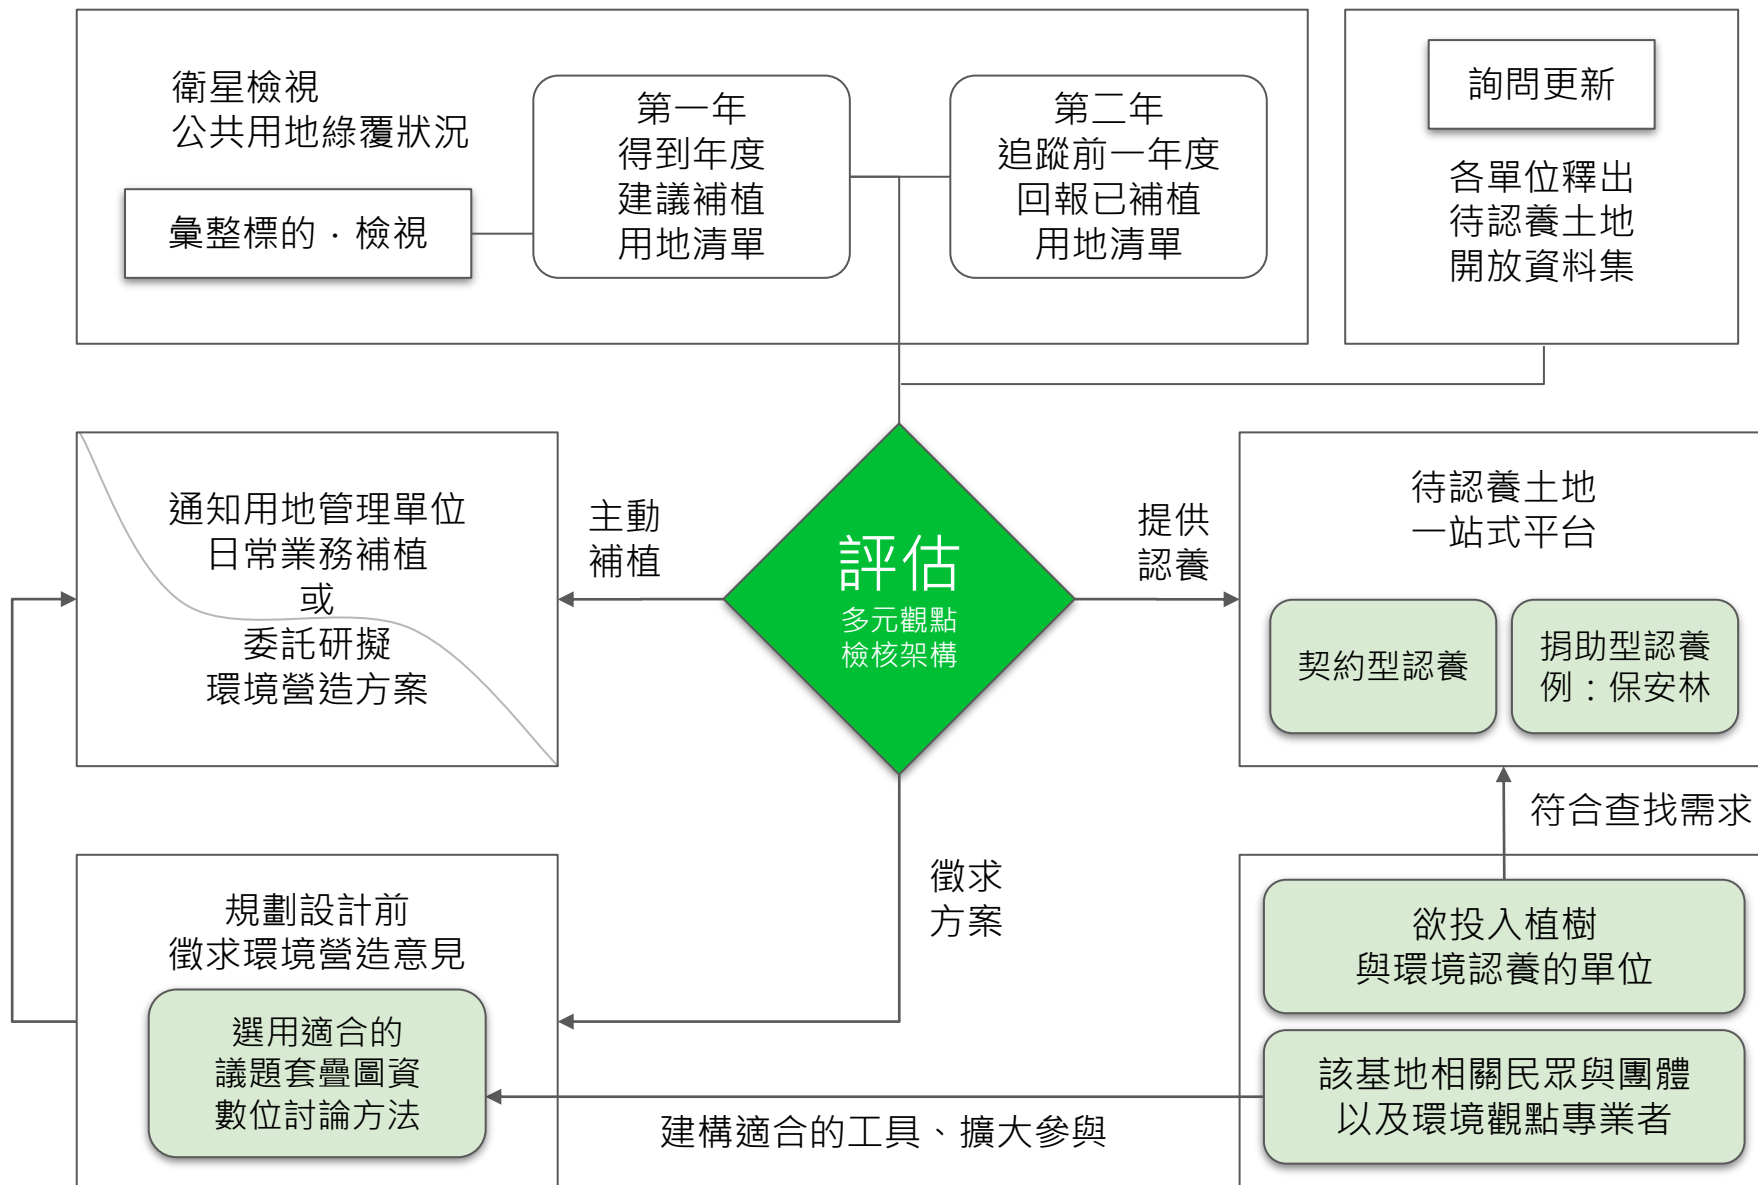 衛星檢視
公共用地綠覆狀況
彙整標的．檢視
第一年
得到年度
建議補植
用地清單
第二年
追蹤前一年度
回報已補植
用地清單
詢問更新
各單位釋出
待認養土地
開放資料集
通知用地管理單位
日常業務補植
或
委託研擬
環境營造方案
主動
補植
評估
多元觀點
檢核架構
提供
認養
待認養土地
一站式平台
契約型認養
捐助型認養
例：保安林
符合查找需求
規劃設計前
徵求環境營造意見
選用適合的
議題套疊圖資
數位討論方法
徵求
方案
建構適合的工具、擴大參與
欲投入植樹
與環境認養的單位
該基地相關民眾與團體
以及環境觀點專業者